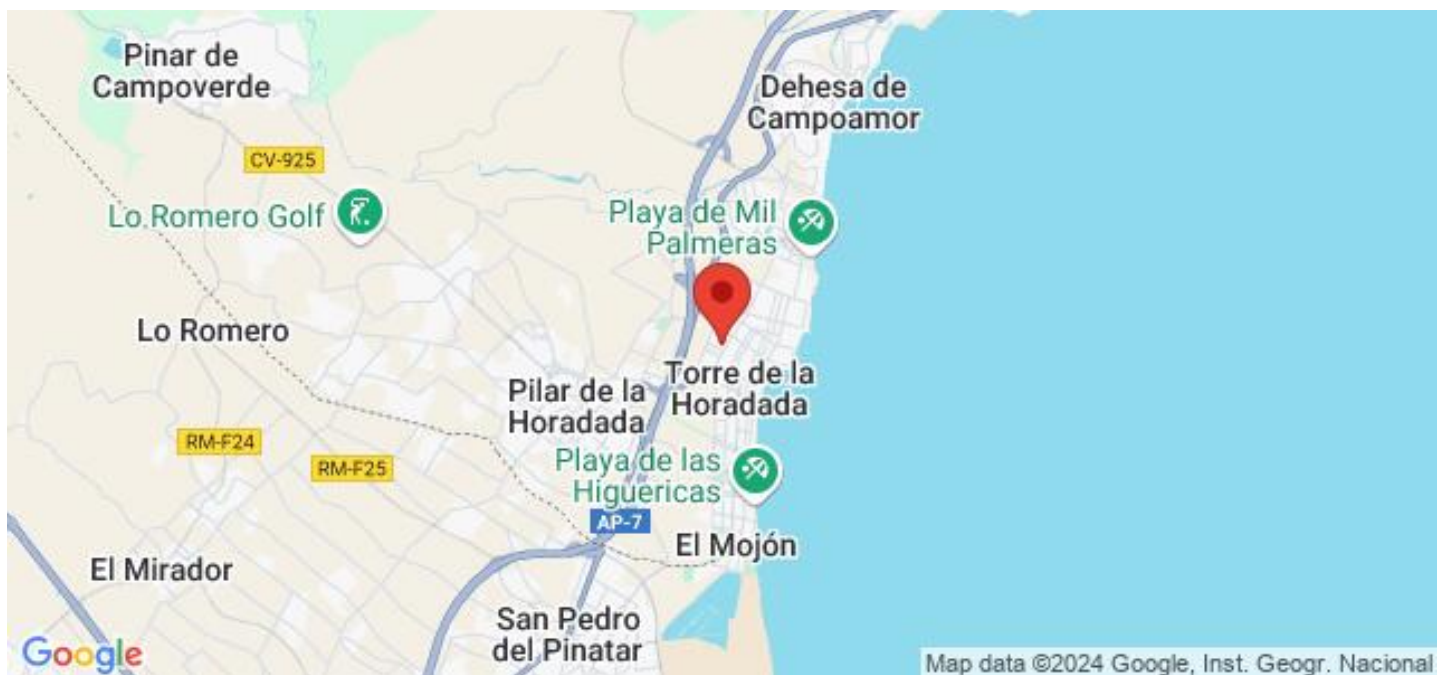 Pinar de
Campoverde
Dehesa de
Campoamor
CV-925
Lo Romero Golf
Playa de Mil
Palmeras
Lo Romero
Torre de la
Horadada
Pilar de la
Horadada
RM-F24
RM-F25
Playa de las
Higuericas
AP-7
El Mojón
El Mirador
San Pedro
del Pinatar
Google
Map data ©2024 Google, Inst. Geogr. Nacional